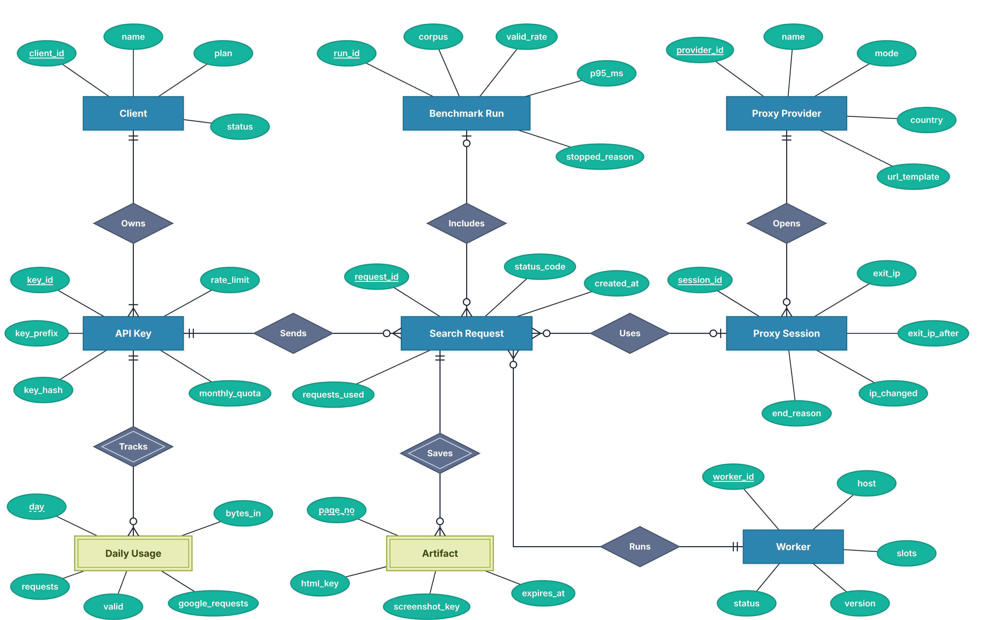 name
corpus
valid_rate
name
client_id
plan
run_id
provider_id
mode
p95_ms
Client
Benchmark Run
Proxy Provider
country
status
stopped_reason
url_template
Owns
Includes
Opens
key_id
rate_limit
request_id
status_code
created_at
session_id
exit_ip
key_prefix
API Key
Sends
Search Request
Uses
Proxy Session
exit_ip_after
key_hash
monthly_quota
requests_used
ip_changed
end_reason
Tracks
Saves
worker_id
host
day
bytes_in
page_no
Daily Usage
Artifact
Runs
Worker
slots
requests
valid
google_requests
html_key
screenshot_key
expires_at
status
version